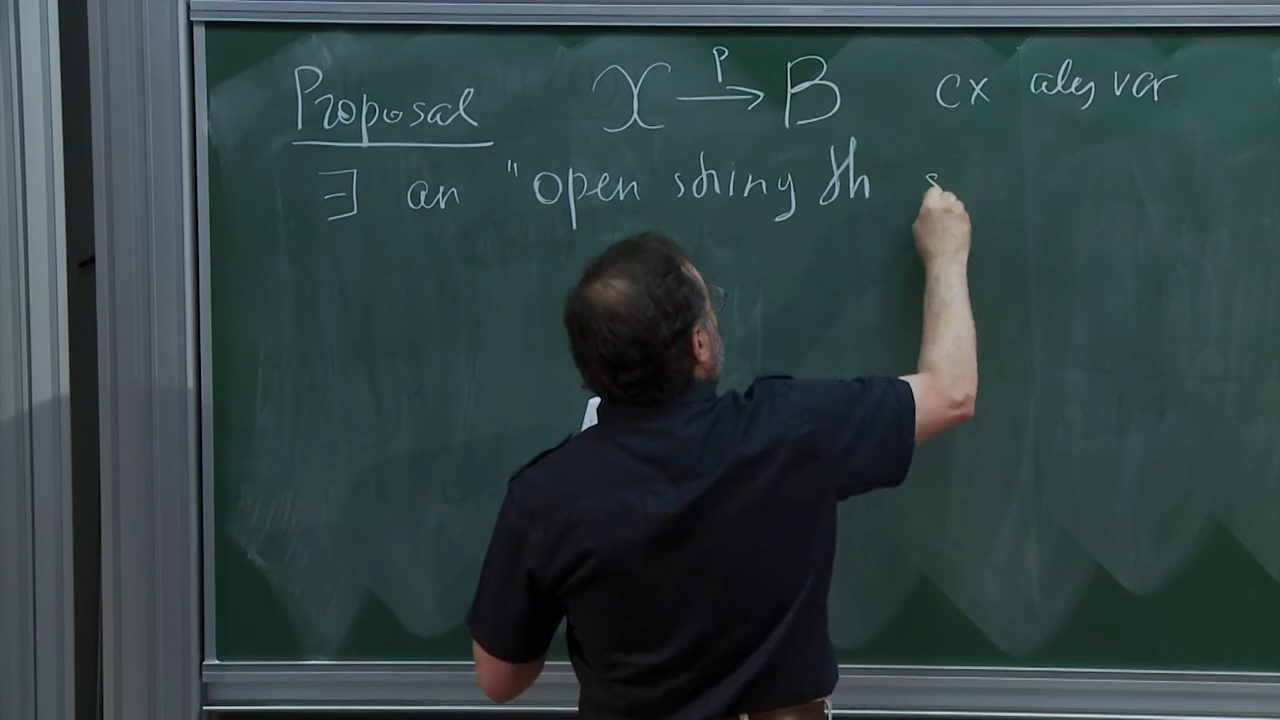 Proposal X P → B cx alg var
∃ an "open string th s